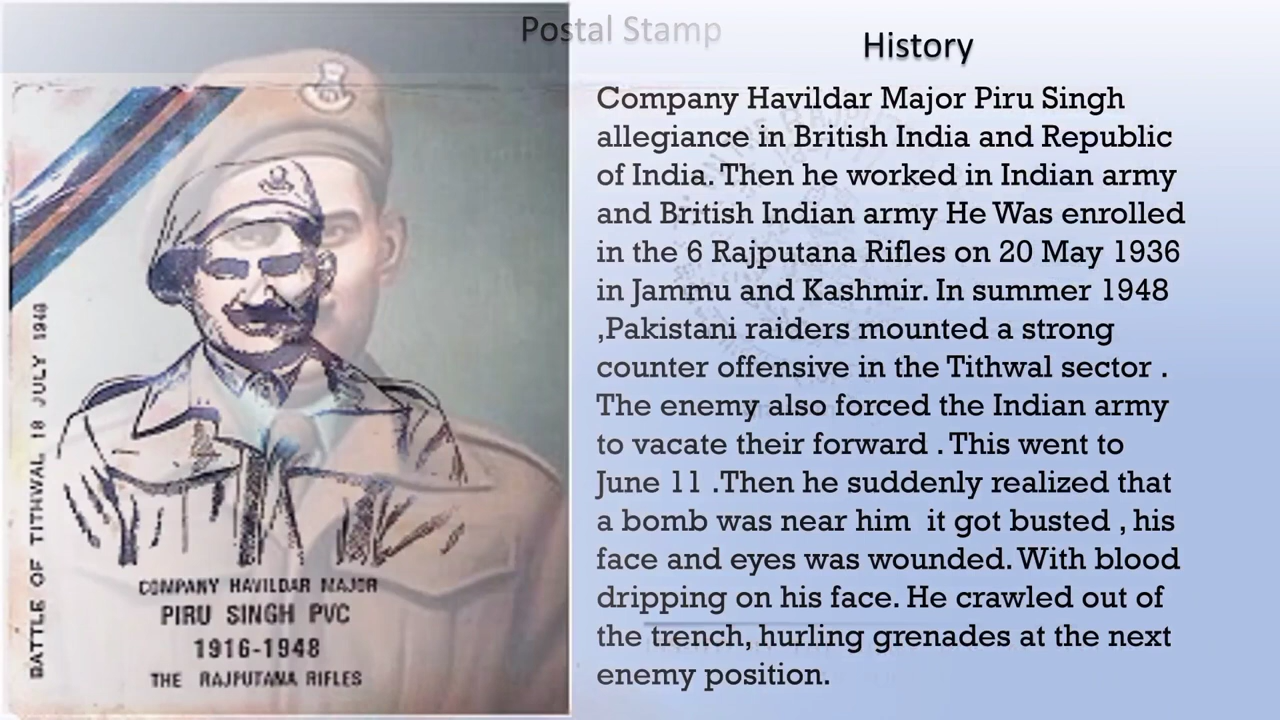 Postal Stamp
History
Company Havildar Major Piru Singh
allegiance in British India and Republic
of India. Then he worked in Indian army
and British Indian army He Was enrolled
in the 6 Rajputana Rifles on 20 May 1936
in Jammu and Kashmir. In summer 1948
,Pakistani raiders mounted a strong
counter offensive in the Tithwal sector .
The enemy also forced the Indian army
to vacate their forward . This went to
June 11 .Then he suddenly realized that
a bomb was near him it got busted , his
face and eyes was wounded. With blood
dripping on his face. He crawled out of
the trench, hurling grenades at the next
enemy position.
BATTLE OF TITHWAL 18 JULY 1948
COMPANY HAVILDAR MAJOR
PIRU SINGH PVC
1916-1948
THE RAJPUTANA RIFLES